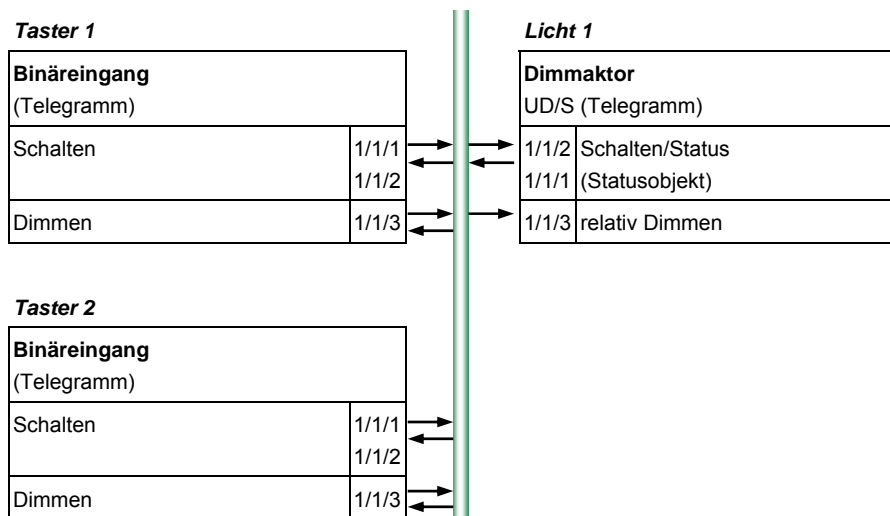 Taster 1
Binäreingang
(Telegramm)
Schalten 1/1/1
1/1/2
Dimmen 1/1/3
Licht 1
Dimmaktor
UD/S (Telegramm)
1/1/2 Schalten/Status
1/1/1 (Statusobjekt)
1/1/3 relativ Dimmen
Taster 2
Binäreingang
(Telegramm)
Schalten 1/1/1
1/1/2
Dimmen 1/1/3